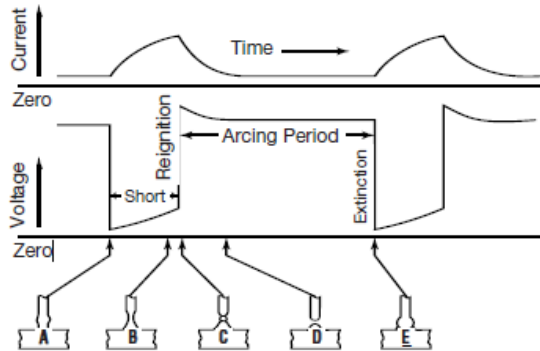 Current
Time
Zero
Reignition
Arcing Period
Short
Extinction
Voltage
Zero
A
B
C
D
E